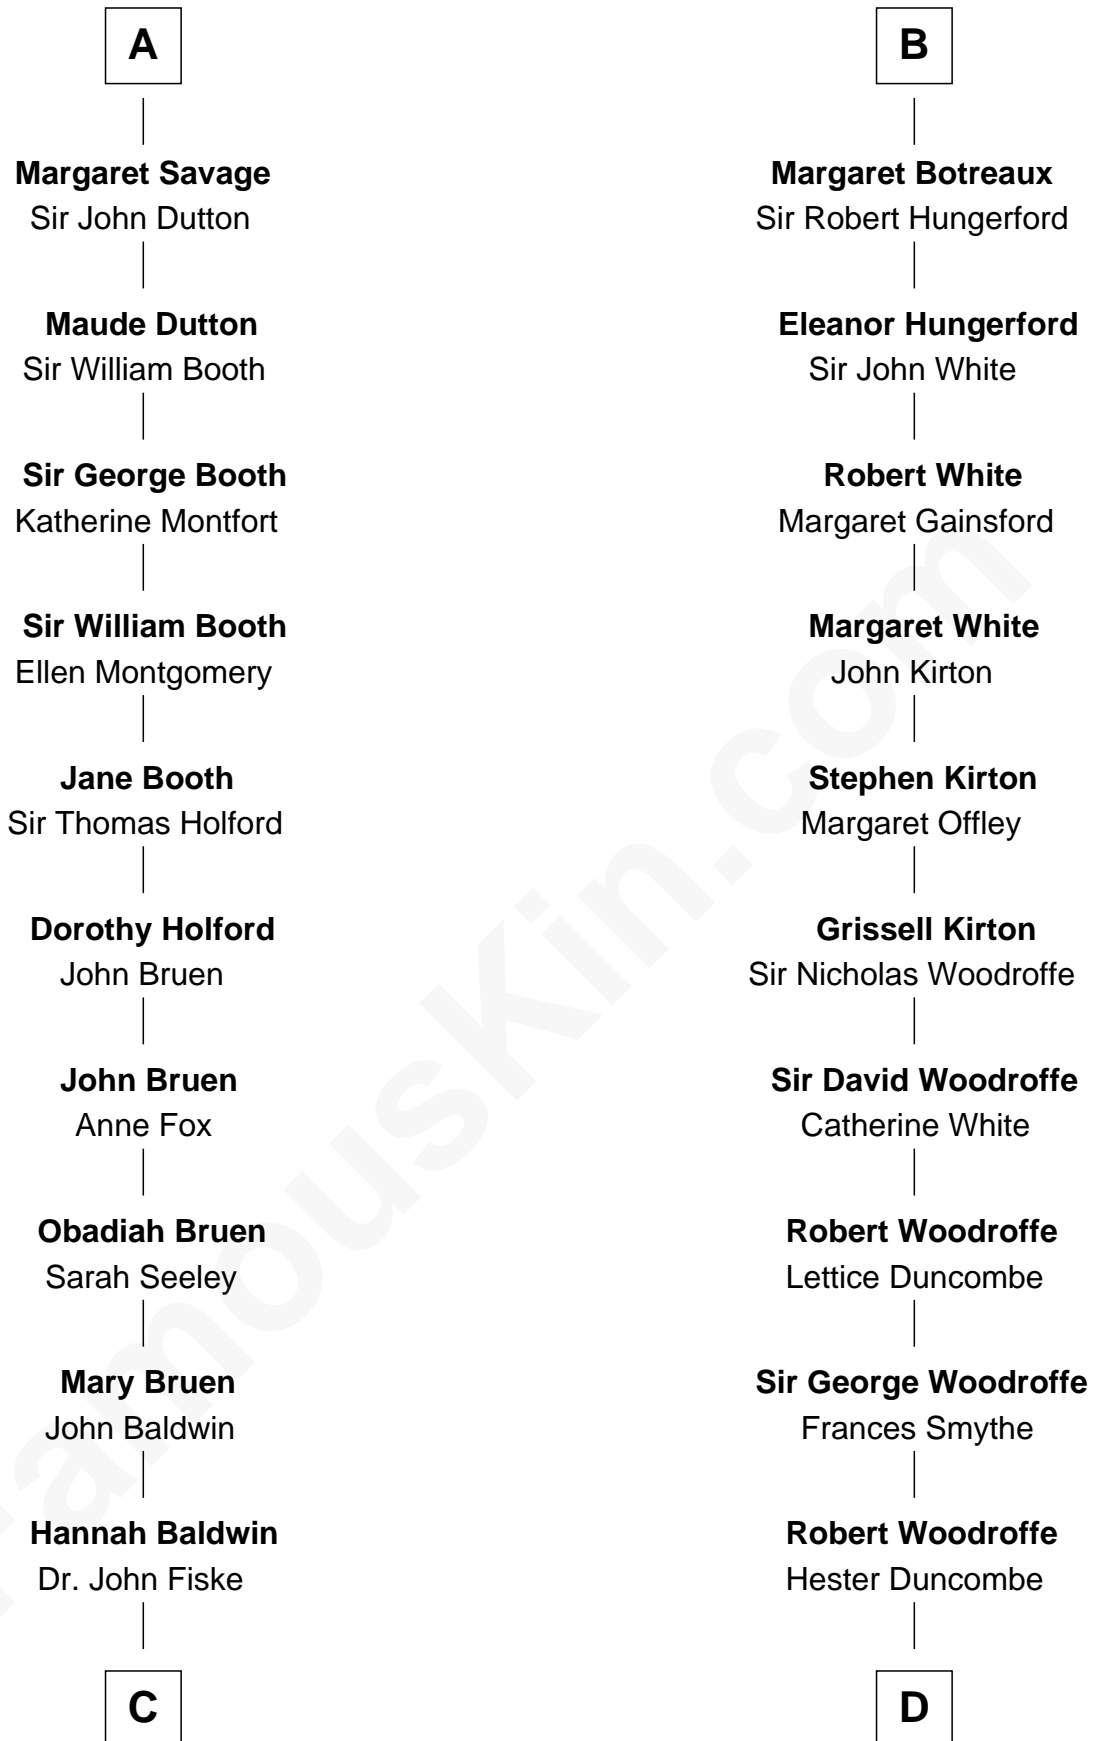 A
Margaret Savage
Sir John Dutton
Maude Dutton
Sir William Booth
Sir George Booth
Katherine Montfort
Sir William Booth
Ellen Montgomery
Jane Booth
Sir Thomas Holford
Dorothy Holford
John Bruen
John Bruen
Anne Fox
Obadiah Bruen
Sarah Seeley
Mary Bruen
John Baldwin
Hannah Baldwin
Dr. John Fiske
C
B
Margaret Botreaux
Sir Robert Hungerford
Eleanor Hungerford
Sir John White
Robert White
Margaret Gainsford
Margaret White
John Kirton
Stephen Kirton
Margaret Offley
Grissell Kirton
Sir Nicholas Woodroffe
Sir David Woodroffe
Catherine White
Robert Woodroffe
Lettice Duncombe
Sir George Woodroffe
Frances Smythe
Robert Woodroffe
Hester Duncombe
D
FamousKin.com